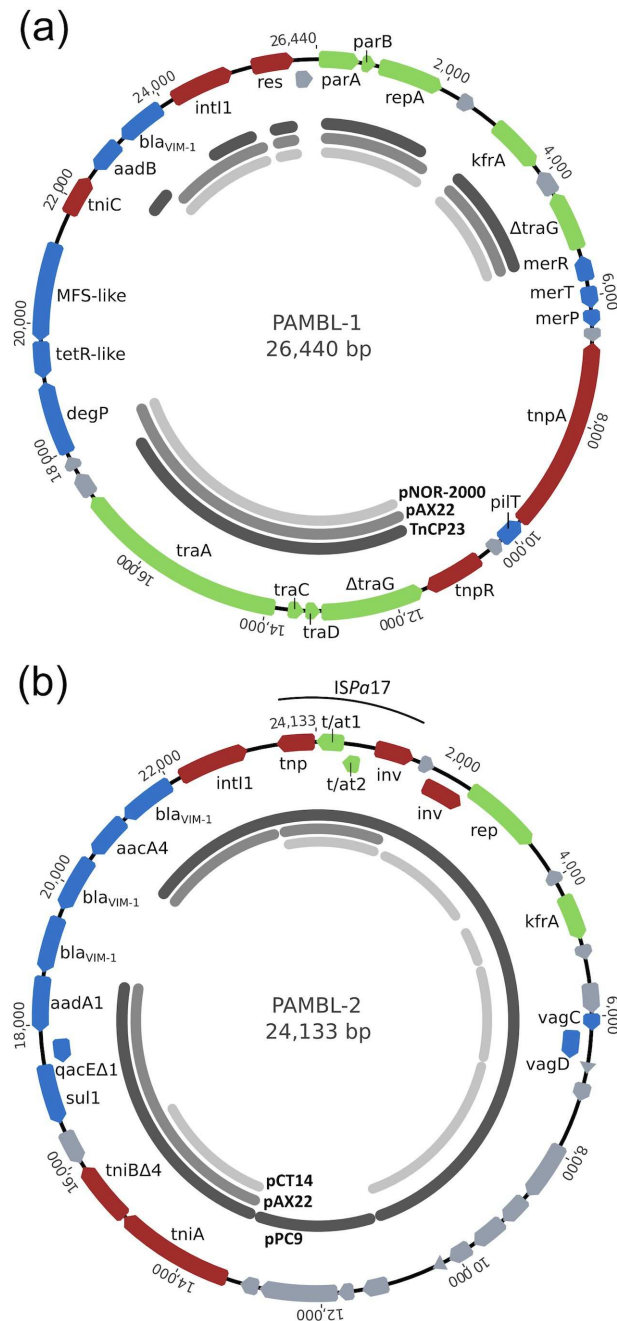 (a)
26,440
parB
parA
repA
2,000
kfrA
4,000
ΔtraG
merR
merT
6,000
merP
tnpA
8,000
pilT
10,000
tnpR
12,000
ΔtraG
traD
traC
14,000
traA
16,000
18,000
degP
tetR-like
20,000
MFS-like
tniC
22,000
aadB
blaVIM-1
24,000
intI1
res
PAMBL-1
26,440 bp
pNOR-2000
pAX22
TnCP23
(b)
ISPa17
24,133
t/at1
tnp
t/at2
inv
inv
2,000
rep
4,000
kfrA
6,000
vagC
vagD
8,000
10,000
12,000
14,000
tniA
tniBΔ4
16,000
sul1
qacEΔ1
18,000
aadA1
blaVIM-1
blaVIM-1
20,000
aacA4
blaVIM-1
22,000
intI1
PAMBL-2
24,133 bp
pCT14
pAX22
pPC9